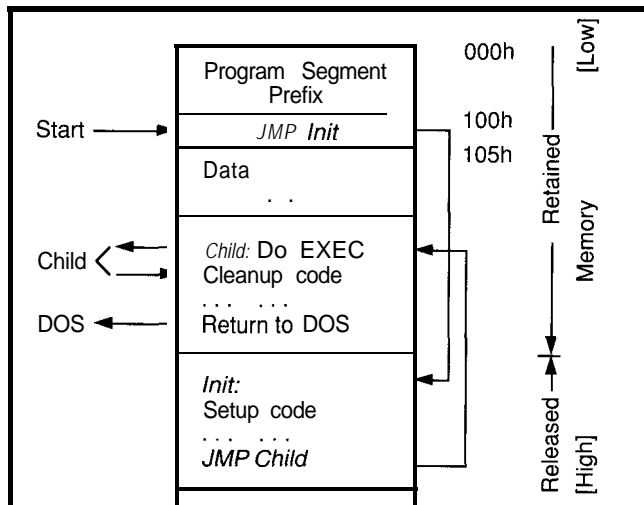 Program Segment
Prefix
000h
[Low]
Start
JMP Init
100h
105h
Data
. .
Retained
Memory
Child
Child: Do EXEC
Cleanup code
... ...
DOS
Return to DOS
Init:
Setup code
... ...
JMP Child
Released
[High]